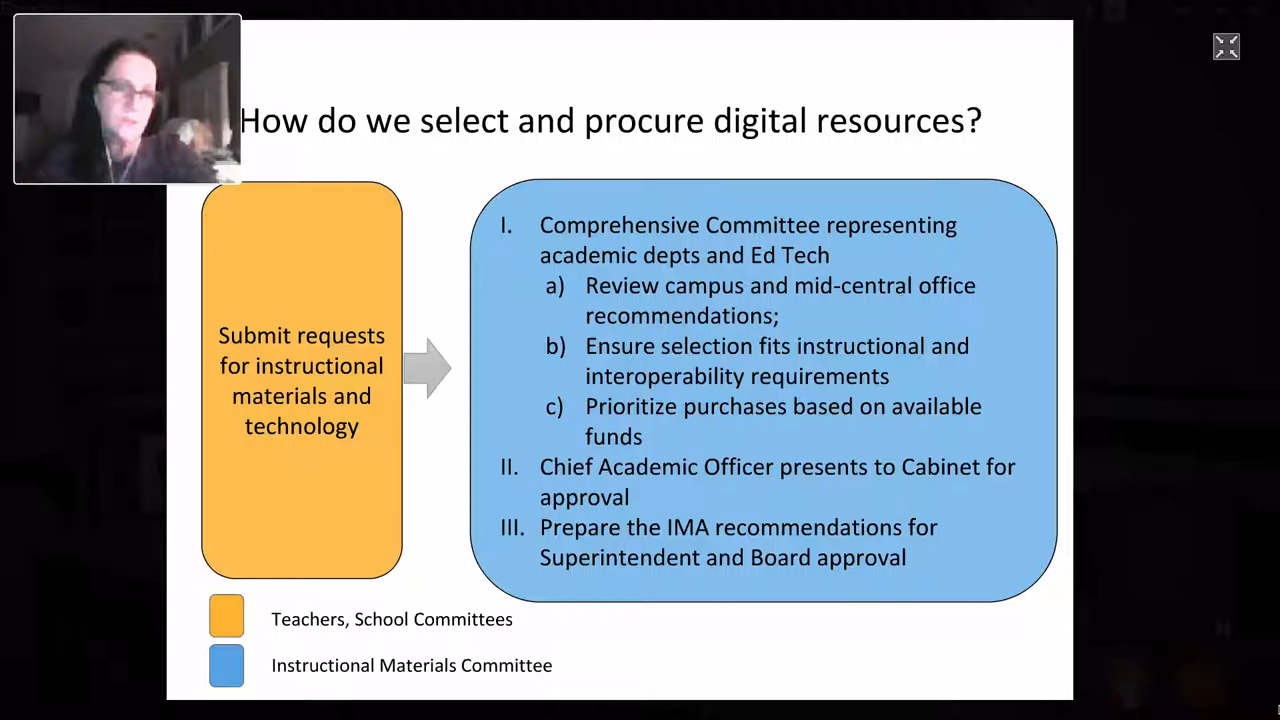 How do we select and procure digital resources?
Submit requests
for instructional
materials and
technology
I. Comprehensive Committee representing
academic depts and Ed Tech
a) Review campus and mid-central office
recommendations;
b) Ensure selection fits instructional and
interoperability requirements
c) Prioritize purchases based on available
funds
II. Chief Academic Officer presents to Cabinet for
approval
III. Prepare the IMA recommendations for
Superintendent and Board approval
Teachers, School Committees
Instructional Materials Committee